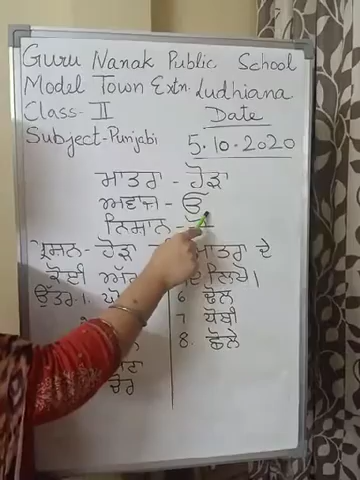 Guru Nanak Public School
Model Town Extn. Ludhiana
Class- II Date
Subject-Punjabi 5.10.2020
ਮਾਤਰਾ - ਹੋੜਾ
ਅਵਾਜ਼ - ਓ
ਨਿਸ਼ਾਨ -
ਪ੍ਰਸ਼ਨ- ਹੋੜਾ ਮਾਤਰਾ ਦੇ
ਕੋਈ ਲਿਖੋ।
ਉੱਤਰ 1.
6 ਢੋਲ
7 ਧੋਬੀ
8. ਛੋਲੇ
ਚੋਰ